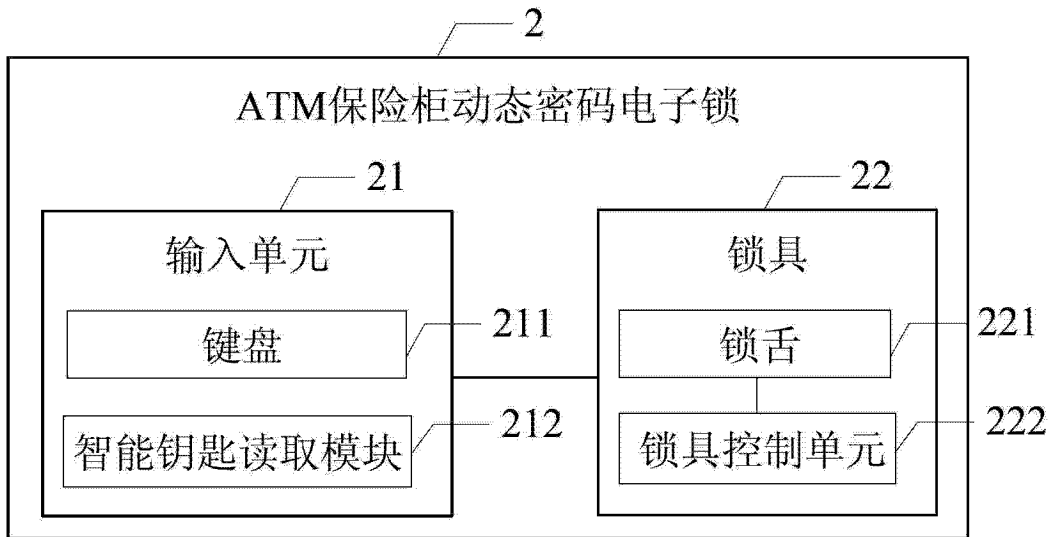 2
ATM保险柜动态密码电子锁
21
22
输入单元
锁具
键盘
211
锁舌
221
智能钥匙读取模块
212
锁具控制单元
222